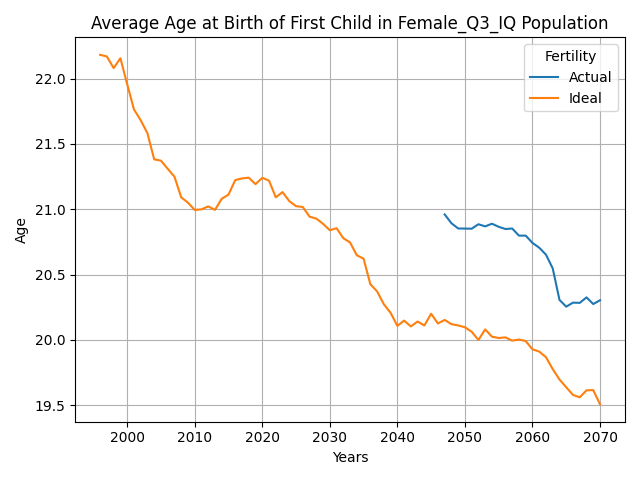 Average Age at Birth of First Child in Female_Q3_IQ Population
Fertility
Actual
Ideal
Age
22.0
21.5
21.0
20.5
20.0
19.5
2000 2010 2020 2030 2040 2050 2060 2070
Years